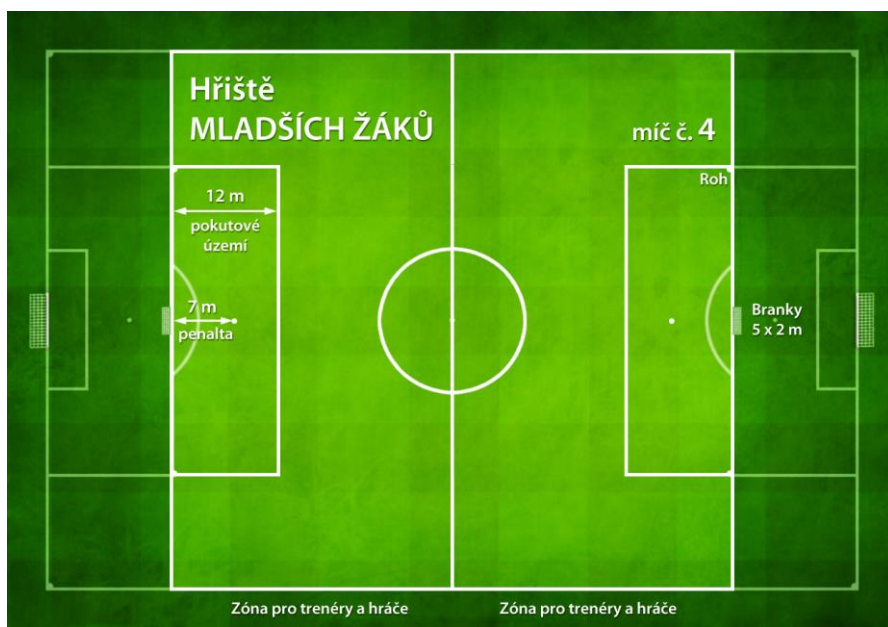 Hřiště
MLADŠÍCH ŽÁKŮ
míč č. 4
Roh
12 m
pokutové
území
7 m
penalta
Branky
5 x 2 m
Zóna pro trenéry a hráče
Zóna pro trenéry a hráče